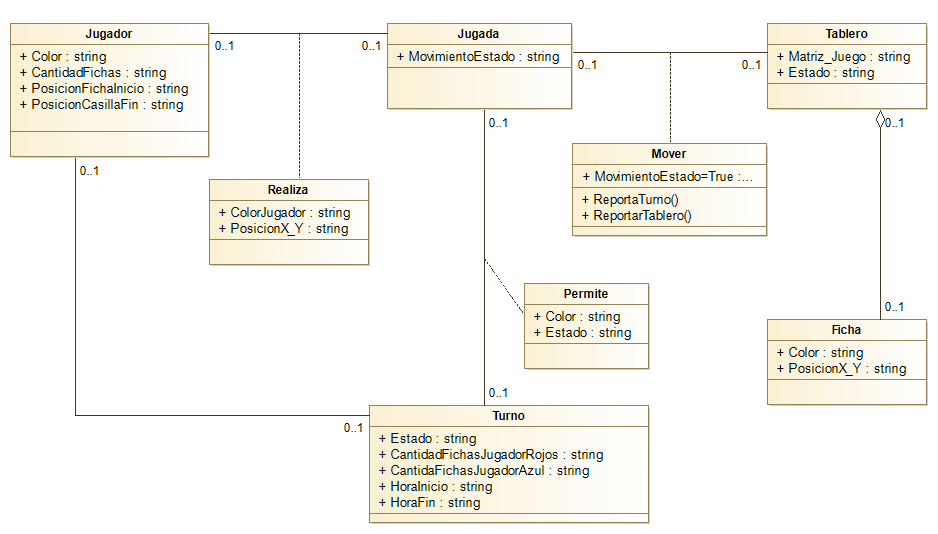 Jugador
+ Color : string
+ CantidadFichas : string
+ PosicionFichaInicio : string
+ PosicionCasillaFin : string
0..1
0..1
Jugada
+ MovimientoEstado : string
0..1
0..1
Tablero
+ Matriz_Juego : string
+ Estado : string
0..1
0..1
0..1
Mover
+ MovimientoEstado=True :...
+ ReportaTurno()
+ ReportarTablero()
Realiza
+ ColorJugador : string
+ PosicionX_Y : string
Permite
+ Color : string
+ Estado : string
0..1
Ficha
+ Color : string
+ PosicionX_Y : string
0..1
0..1
Turno
+ Estado : string
+ CantidadFichasJugadorRojos : string
+ CantidaFichasJugadorAzul : string
+ HoraInicio : string
+ HoraFin : string